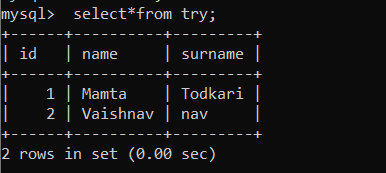 mysql>  select*from try;
+------+----------+---------+
| id   | name     | surname |
+------+----------+---------+
|    1 | Mamta    | Todkari |
|    2 | Vaishnav | nav     |
+------+----------+---------+
2 rows in set (0.00 sec)